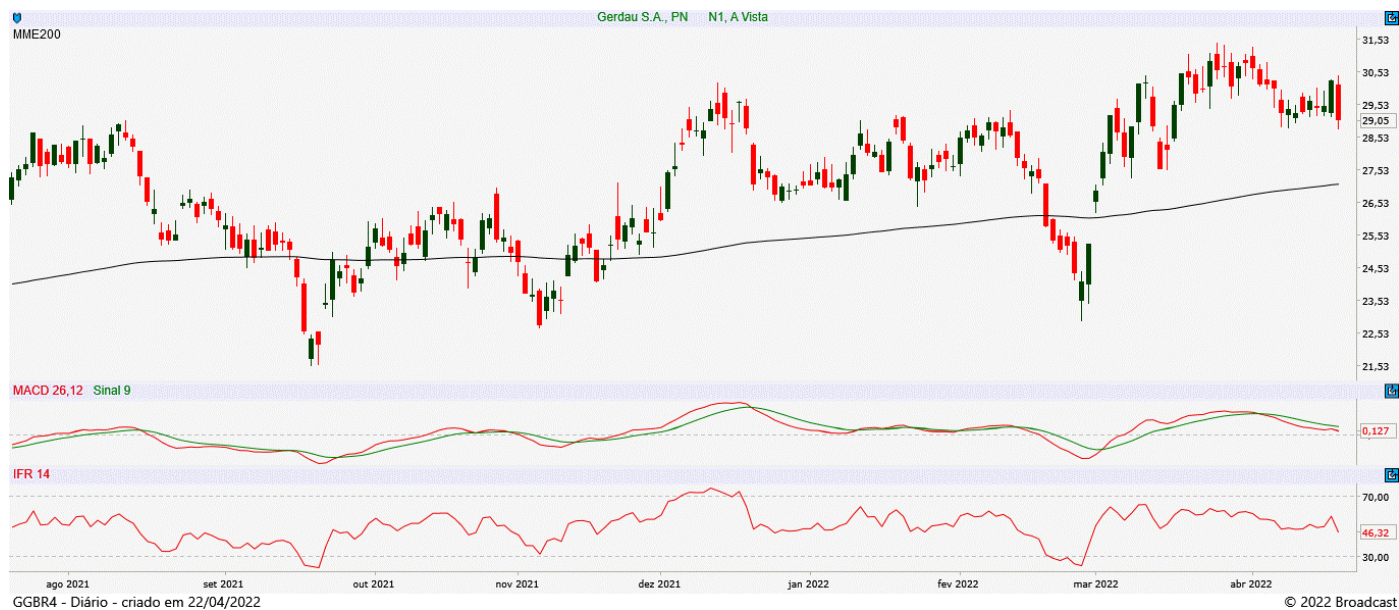 Gerdau S.A., PN N1, A Vista
MME200
31,53
30,53
29,53
29,05
28,53
27,53
26,53
25,53
24,53
23,53
22,53
21,53
MACD 26,12 Sinal 9
0,127
IFR 14
70,00
46,32
30,00
ago 2021 set 2021 out 2021 nov 2021 dez 2021 jan 2022 fev 2022 mar 2022 abr 2022
GGBR4 - Diário - criado em 22/04/2022 © 2022 Broadcast